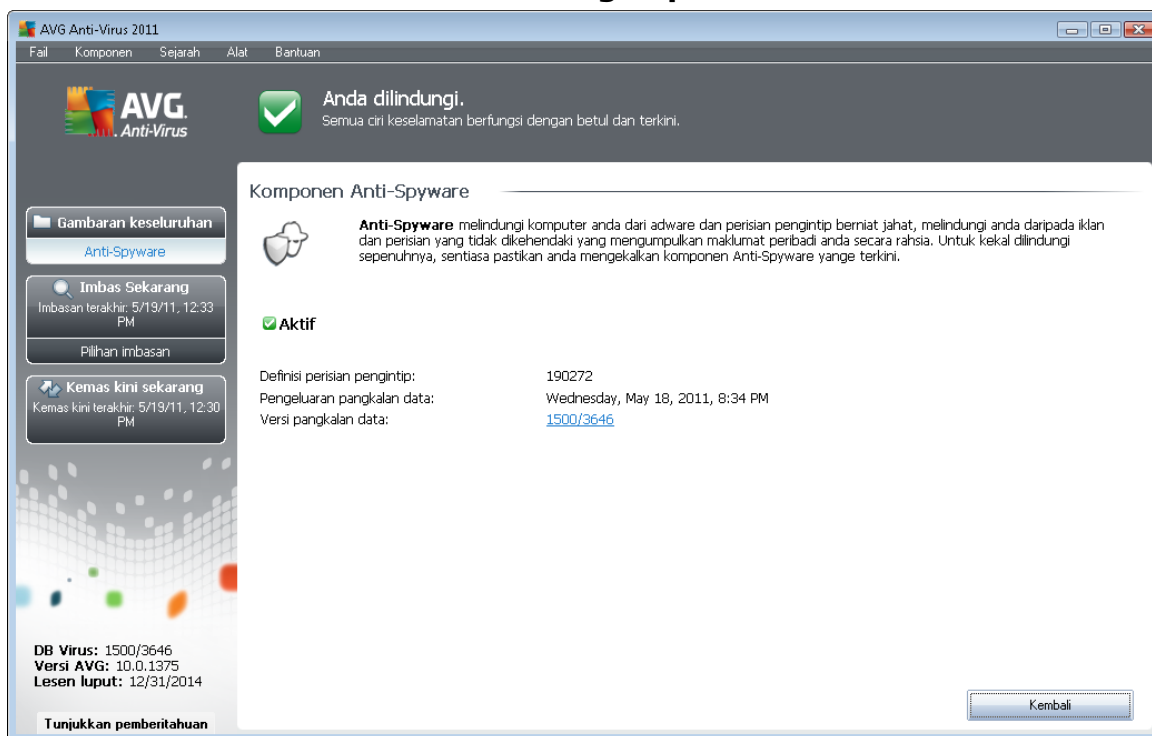 AVG Anti-Virus 2011
Fail Komponen Sejarah Alat Bantuan
AVG.
Anti-Virus
Anda dilindungi.
Semua ciri keselamatan berfungsi dengan betul dan terkini.
Gambaran keseluruhan
Anti-Spyware
Imbas Sekarang
Imbasan terakhir: 5/19/11, 12:33
PM
Pilihan imbasan
Kemas kini sekarang
Kemas kini terakhir: 5/19/11, 12:30
PM
DB Virus: 1500/3646
Versi AVG: 10.0.1375
Lesen luput: 12/31/2014
Tunjukkan pemberitahuan
Komponen Anti-Spyware
Anti-Spyware melindungi komputer anda dari adware dan perisian pengintip berniat jahat, melindungi anda daripada iklan
dan perisian yang tidak dikehendaki yang mengumpulkan maklumat peribadi anda secara rahsia. Untuk kekal dilindungi
sepenuhnya, sentiasa pastikan anda mengekalkan komponen Anti-Spyware yange terkini.
Aktif
Definisi perisian pengintip: 190272
Pengeluaran pangkalan data: Wednesday, May 18, 2011, 8:34 PM
Versi pangkalan data: 1500/3646
Kembali